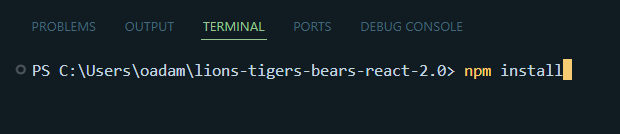 PROBLEMS OUTPUT TERMINAL PORTS DEBUG CONSOLE
PS C:\Users\oadam\lions-tigers-bears-react-2.0> npm install